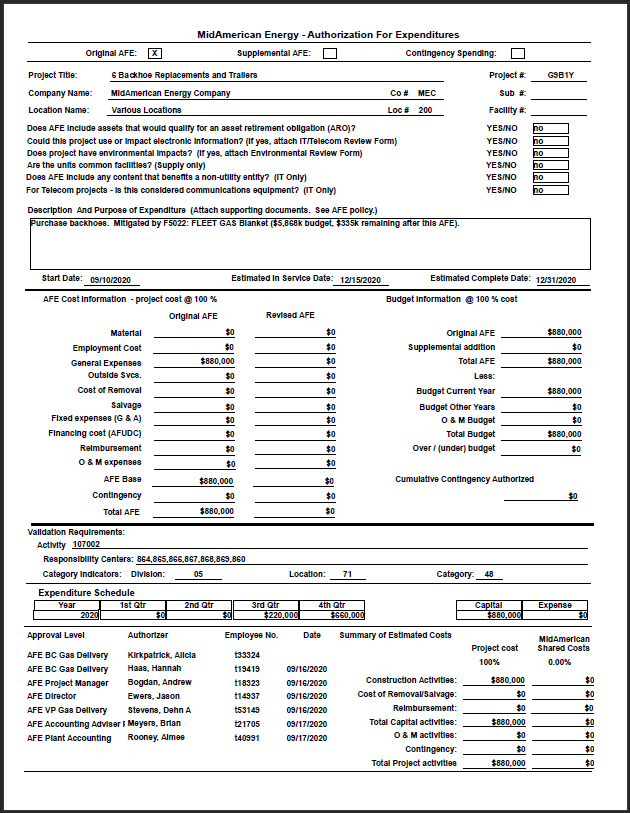 MidAmerican Energy - Authorization For Expenditures
Original AFE: X Supplemental AFE: Contingency Spending:
Project Title: 6 Backhoe Replacements and Trailers Project #: G9B1Y
Company Name: MidAmerican Energy Company Co # MEC Sub #:
Location Name: Various Locations Loc # 200 Facility #:
Does AFE include assets that would qualify for an asset retirement obligation (ARO)? YES/NO no
Could this project use or impact electronic information? (If yes, attach IT/Telecom Review Form) YES/NO no
Does project have environmental impacts? (If yes, attach Environmental Review Form) YES/NO no
Are the units common facilities? (Supply only) YES/NO no
Does AFE include any content that benefits a non-utility entity? (IT Only) YES/NO no
For Telecom projects - is this considered communications equipment? (IT Only) YES/NO no
Description And Purpose of Expenditure (Attach supporting documents. See AFE policy.)
Purchase backhoes. Mitigated by F5022: FLEET GAS Blanket ($5,868k budget, $335k remaining after this AFE).
Start Date: 09/10/2020 Estimated In Service Date: 12/15/2020 Estimated Complete Date: 12/31/2020
AFE Cost Information - project cost @ 100 % Budget Information @ 100 % cost
Original AFE Revised AFE
Material $0 $0 Original AFE $880,000
Employment Cost $0 $0 Supplemental addition $0
General Expenses $880,000 $0 Total AFE $880,000
Outside Svcs. $0 $0 Less:
Cost of Removal $0 $0 Budget Current Year $880,000
Salvage $0 $0 Budget Other Years $0
Fixed expenses (G & A) $0 $0 O & M Budget $0
Financing cost (AFUDC) $0 $0 Total Budget $880,000
Reimbursement $0 $0 Over / (under) budget $0
O & M expenses $0 $0
AFE Base $880,000 $0 Cumulative Contingency Authorized
Contingency $0 $0 $0
Total AFE $880,000 $0
Validation Requirements:
Activity 107002
Responsibility Centers: 864,865,866,867,868,869,860
Category Indicators: Division: 05 Location: 71 Category: 48
Expenditure Schedule
Year 1st Qtr 2nd Qtr 3rd Qtr 4th Qtr Capital Expense
2020 $0 $0 $220,000 $660,000 $880,000 $0
Approval Level Authorizer Employee No. Date Summary of Estimated Costs
Project cost MidAmerican Shared Costs
100% 0.00%
AFE BC Gas Delivery Kirkpatrick, Alicia t33324
AFE BC Gas Delivery Haas, Hannah t19419 09/16/2020
AFE Project Manager Bogdan, Andrew t18323 09/16/2020 Construction Activities: $880,000 $0
AFE Director Ewers, Jason t14937 09/16/2020 Cost of Removal/Salvage: $0 $0
AFE VP Gas Delivery Stevens, Dehn A t53149 09/16/2020 Reimbursement: $0 $0
AFE Accounting Adviser F Meyers, Brian t21705 09/17/2020 Total Capital activities: $880,000 $0
AFE Plant Accounting Rooney, Aimee t40991 09/17/2020 O & M activities: $0 $0
Contingency: $0 $0
Total Project activities $880,000 $0